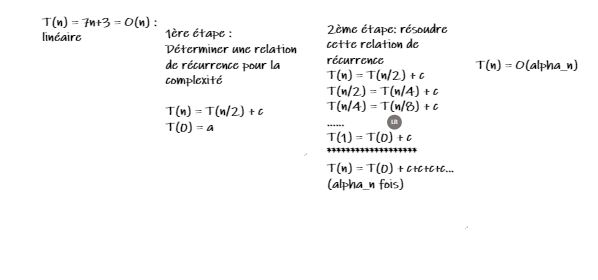 T(n) = 7n+3 = O(n) :
linéaire
1ère étape :
Déterminer une relation
de récurrence pour la
complexité
T(n) = T(n/2) + c
T(0) = a
2ème étape: résoudre
cette relation de
récurrence
T(n) = T(n/2) + c
T(n/2) = T(n/4) + c
T(n/4) = T(n/8) + c
......
LB
T(1) = T(0) + c
******************
T(n) = T(0) + c+c+c+c...
(alpha_n fois)
T(n) = O(alpha_n)